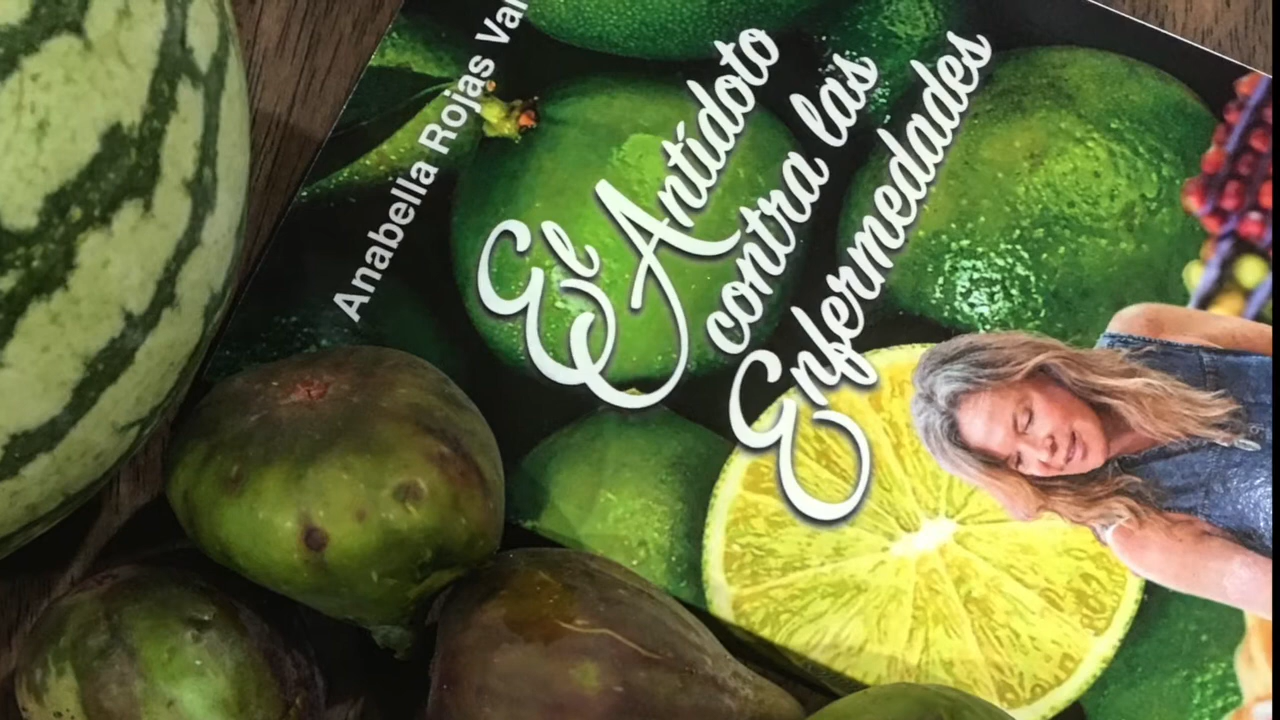 Anabella Rojas
El Antídoto
contra las
Enfermedades